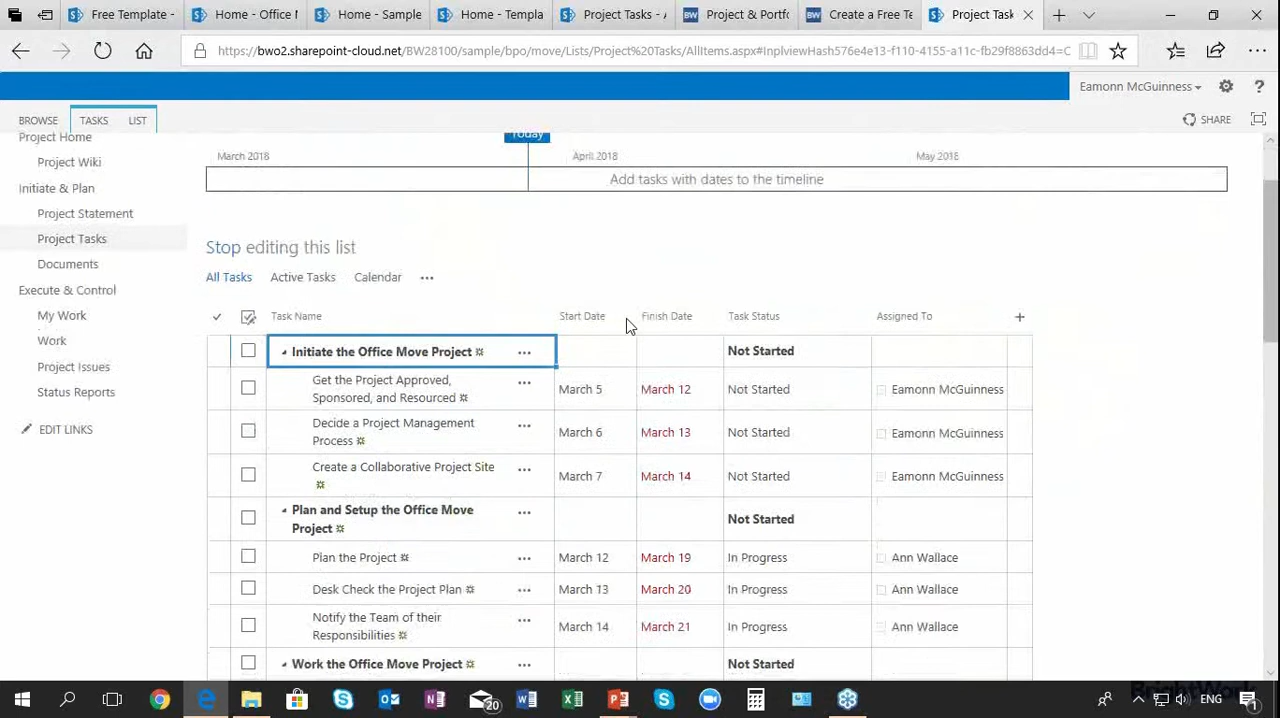 Free Template -
Home - Office M
Home - Sample
Home - Templa
Project Tasks - A
BW Project & Portfo
BW Create a Free Te
Project Task
https://bwo2.sharepoint-cloud.net/BW28100/sample/bpo/move/Lists/Project%20Tasks/AllItems.aspx#InplviewHash576e4e13-f110-4155-a11c-fb29f8863dd4=C
Eamonn McGuinness
BROWSE TASKS LIST
SHARE
Project Home
Project Wiki
Initiate & Plan
Project Statement
Project Tasks
Documents
Execute & Control
My Work
Work
Project Issues
Status Reports
EDIT LINKS
Today
March 2018 April 2018 May 2018
Add tasks with dates to the timeline
Stop editing this list
All Tasks Active Tasks Calendar ...
Task Name Start Date Finish Date Task Status Assigned To +
Initiate the Office Move Project ... Not Started
Get the Project Approved,
Sponsored, and Resourced ... March 5 March 12 Not Started Eamonn McGuinness
Decide a Project Management
Process ... March 6 March 13 Not Started Eamonn McGuinness
Create a Collaborative Project Site ... March 7 March 14 Not Started Eamonn McGuinness
Plan and Setup the Office Move
Project ... Not Started
Plan the Project ... March 12 March 19 In Progress Ann Wallace
Desk Check the Project Plan ... March 13 March 20 In Progress Ann Wallace
Notify the Team of their
Responsibilities ... March 14 March 21 In Progress Ann Wallace
Work the Office Move Project ... Not Started
BrightWork
20
ENG
1